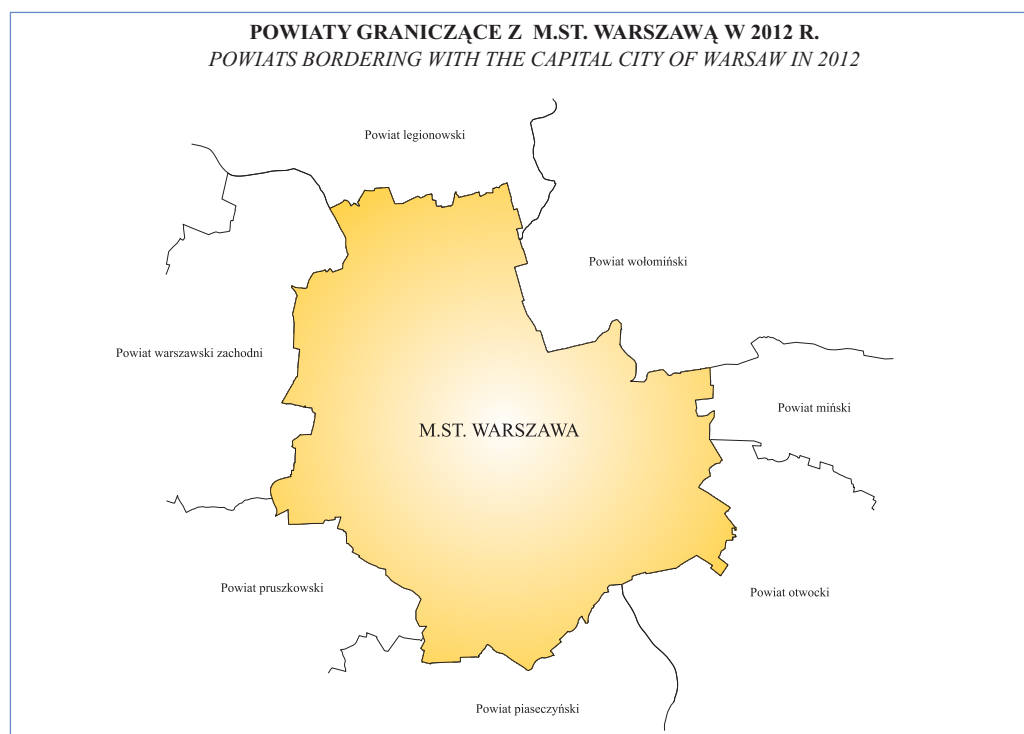 POWIATY GRANICZĄCE Z M.ST. WARSZAWĄ W 2012 R.
POWIATS BORDERING WITH THE CAPITAL CITY OF WARSAW IN 2012
Powiat legionowski
Powiat wołomiński
Powiat warszawski zachodni
Powiat miński
M.ST. WARSZAWA
Powiat pruszkowski
Powiat otwocki
Powiat piaseczyński